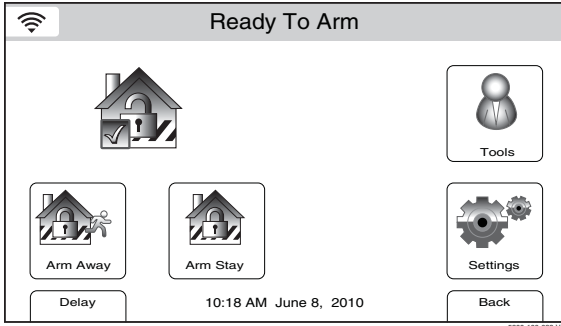 Ready To Arm
Tools
Arm Away
Arm Stay
Settings
Delay
10:18 AM June 8, 2010
Back